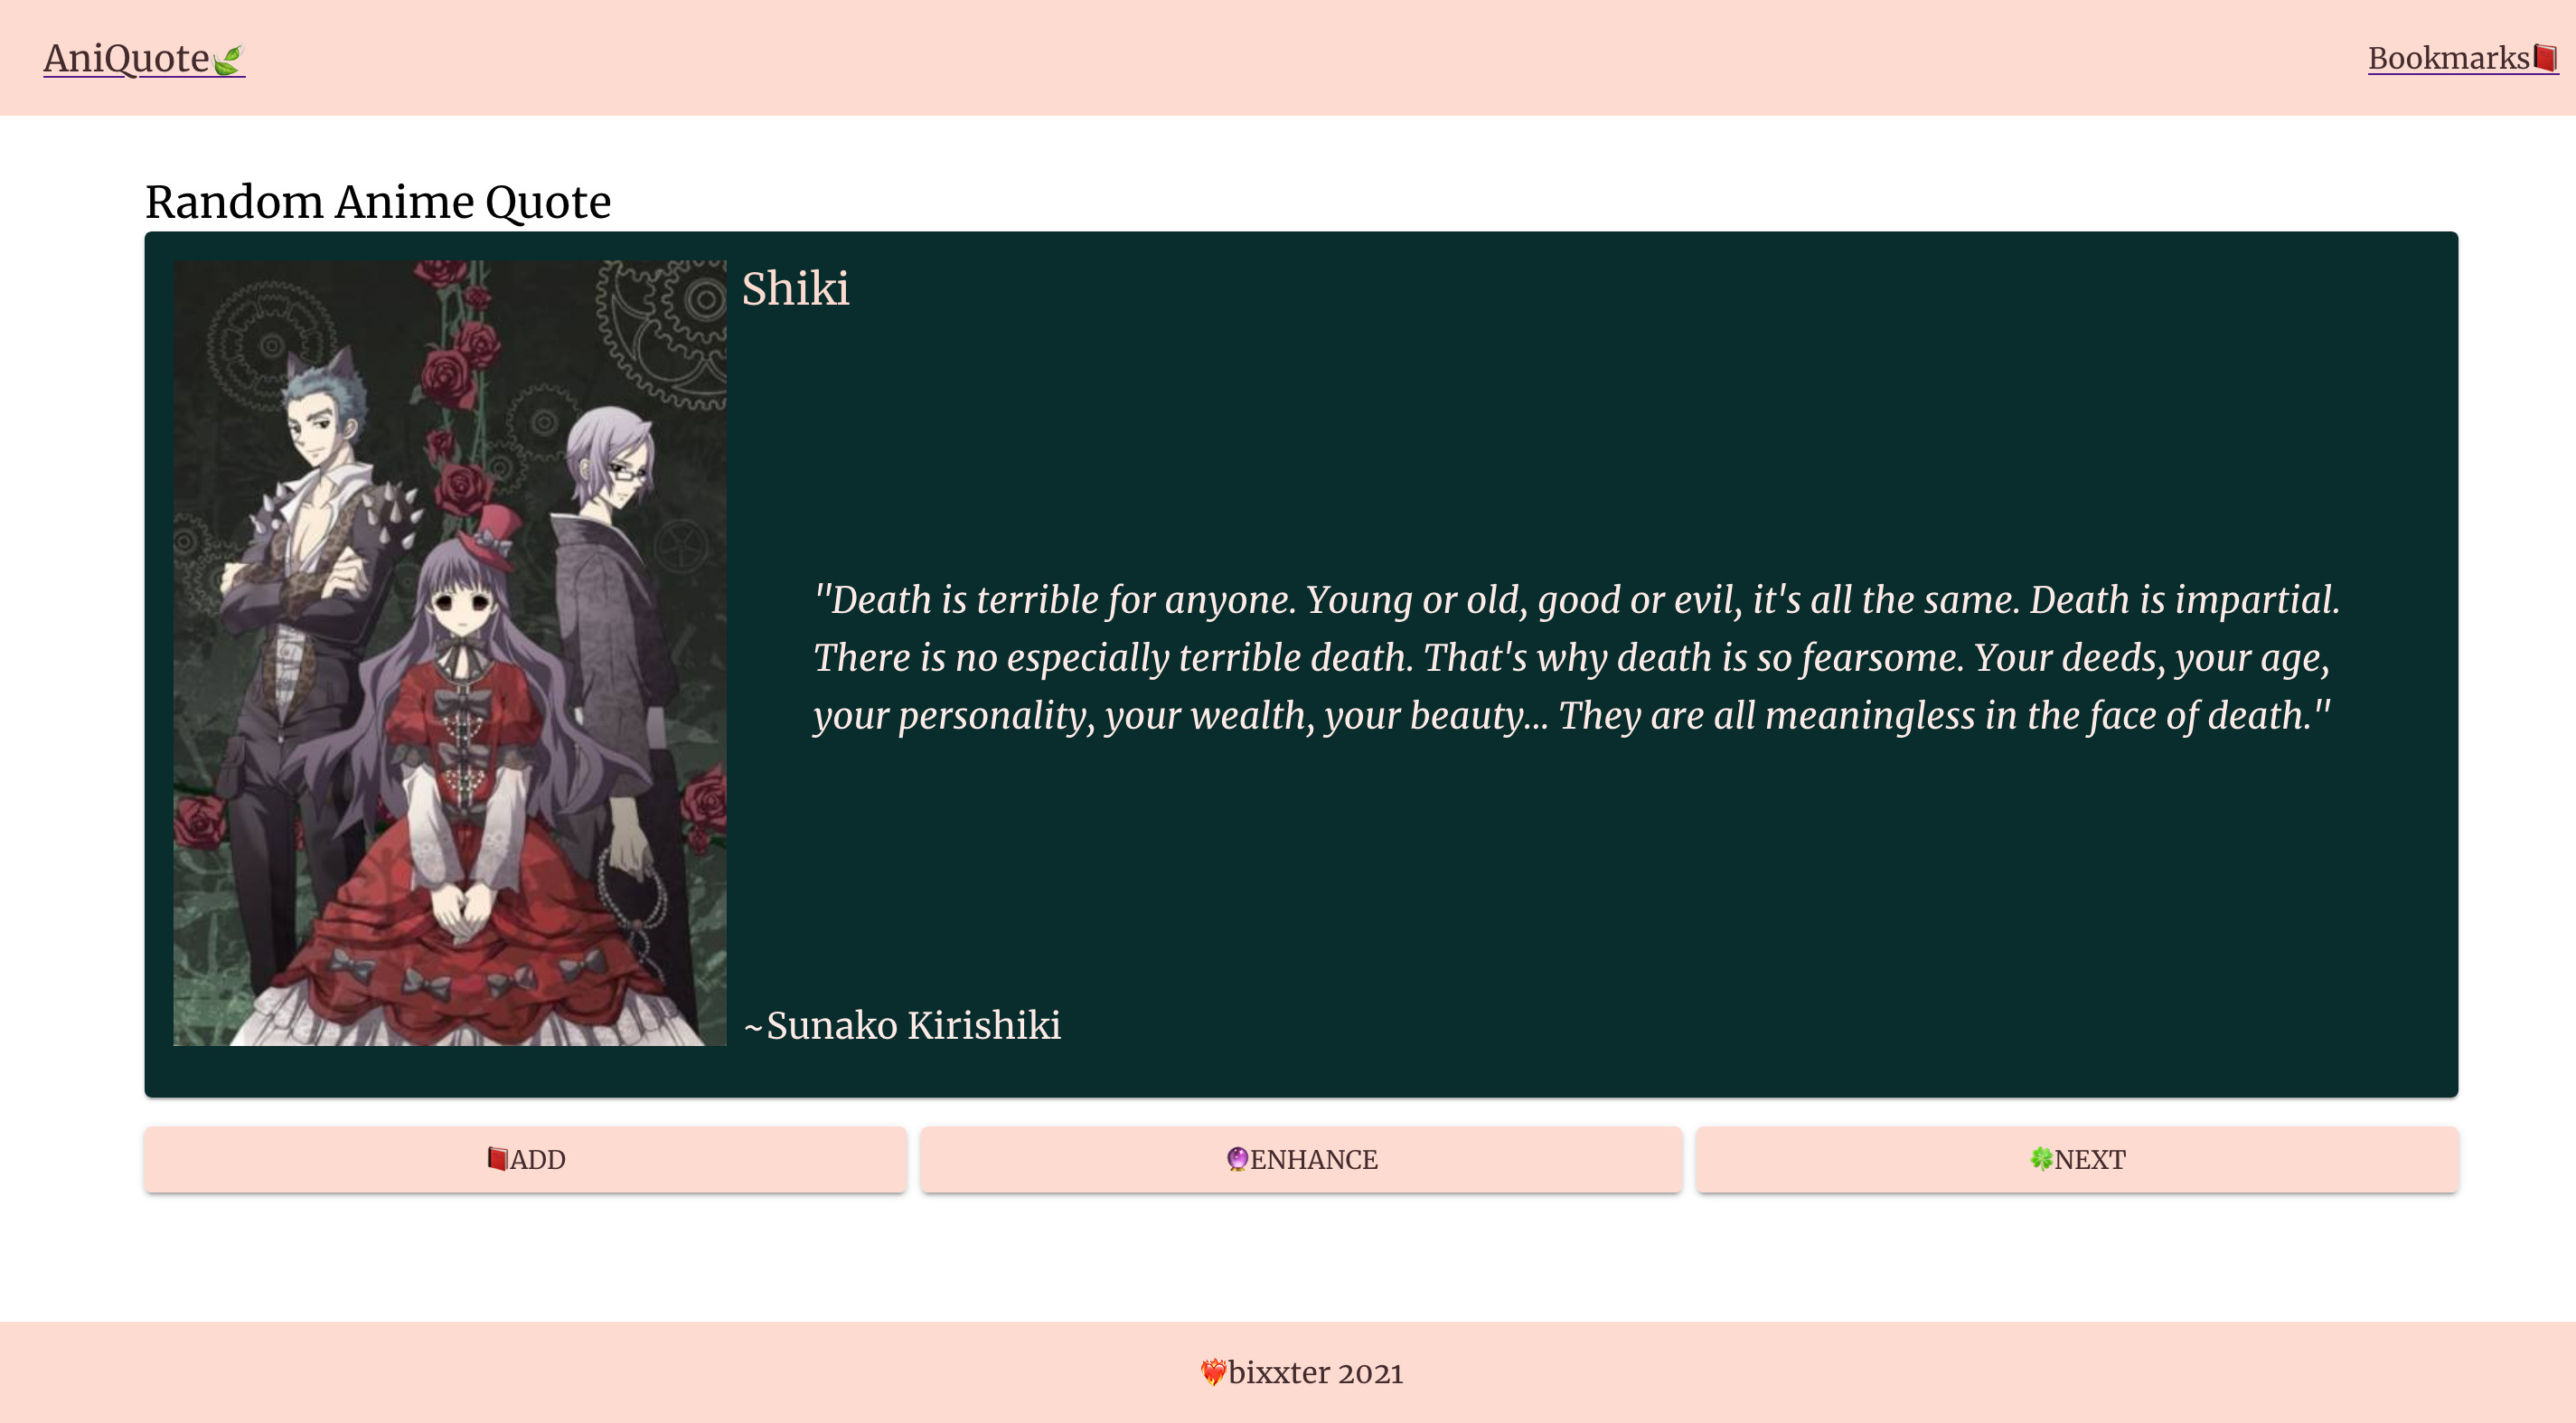 AniQuote🍃
Bookmarks📕
Random Anime Quote
Shiki
"Death is terrible for anyone. Young or old, good or evil, it's all the same. Death is impartial.
There is no especially terrible death. That's why death is so fearsome. Your deeds, your age,
your personality, your wealth, your beauty... They are all meaningless in the face of death."
~Sunako Kirishiki
📕ADD
🔮ENHANCE
🍀NEXT
❤️‍🔥bixxter 2021